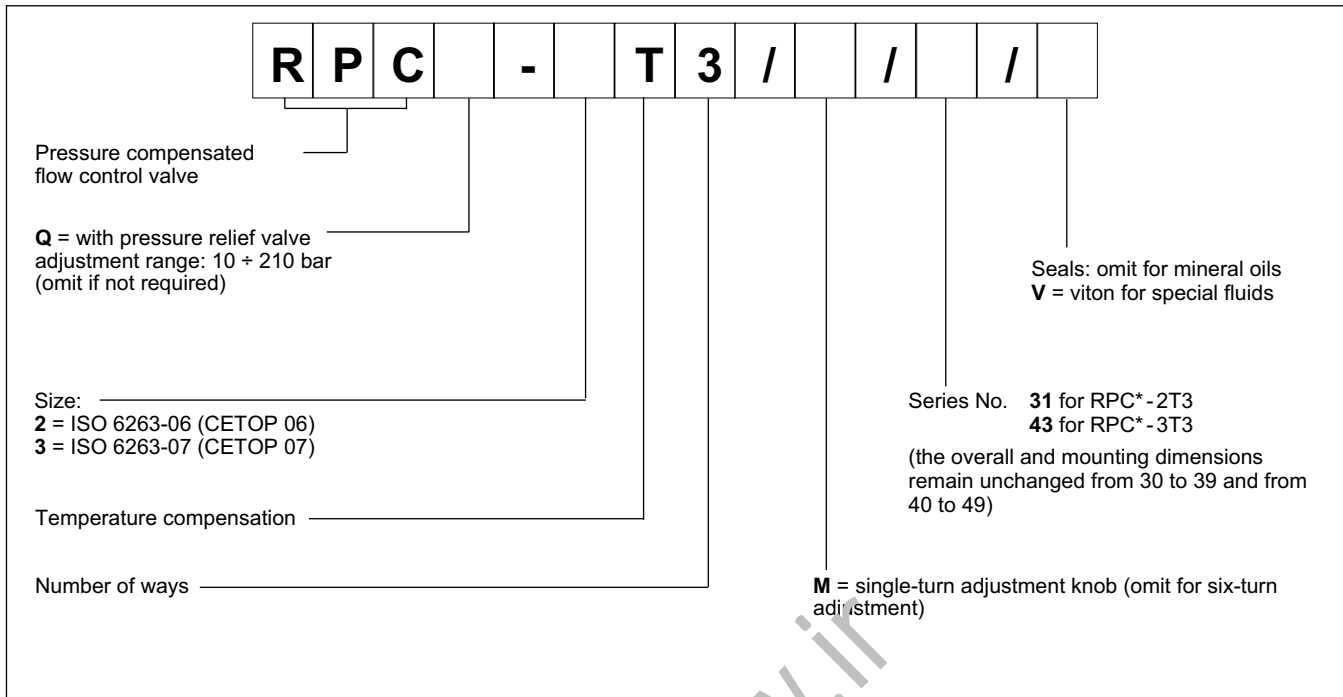 R P C - T 3 / / /
Pressure compensated
flow control valve
Q = with pressure relief valve
adjustment range: 10 ÷ 210 bar
(omit if not required)
Seals: omit for mineral oils
V = viton for special fluids
Size:
2 = ISO 6263-06 (CETOP 06)
3 = ISO 6263-07 (CETOP 07)
Series No. 31 for RPC*-2T3
43 for RPC*-3T3
(the overall and mounting dimensions
remain unchanged from 30 to 39 and from
40 to 49)
Temperature compensation
Number of ways
M = single-turn adjustment knob (omit for six-turn
adjustment)